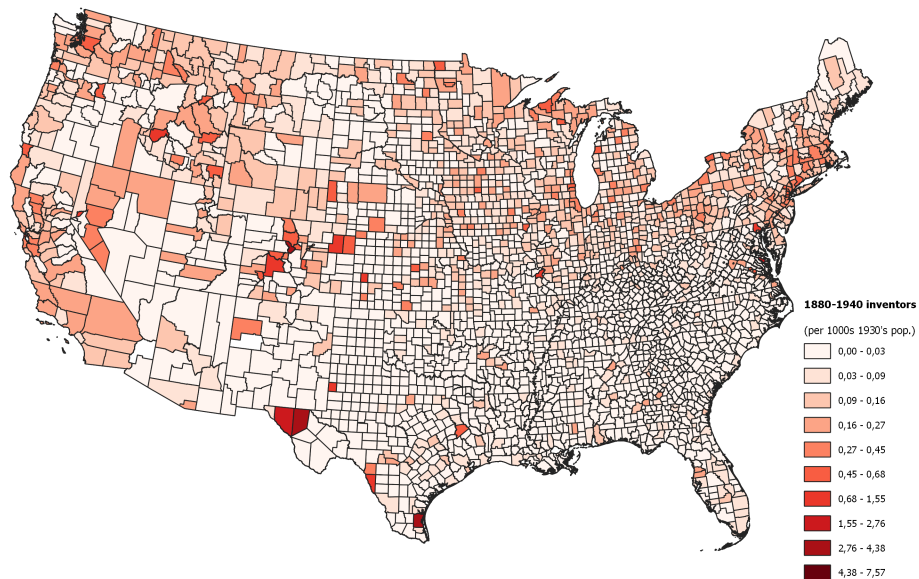 1880-1940 inventors
(per 1000s 1930's pop.)
0,00 - 0,03
0,03 - 0,09
0,09 - 0,16
0,16 - 0,27
0,27 - 0,45
0,45 - 0,68
0,68 - 1,55
1,55 - 2,76
2,76 - 4,38
4,38 - 7,57